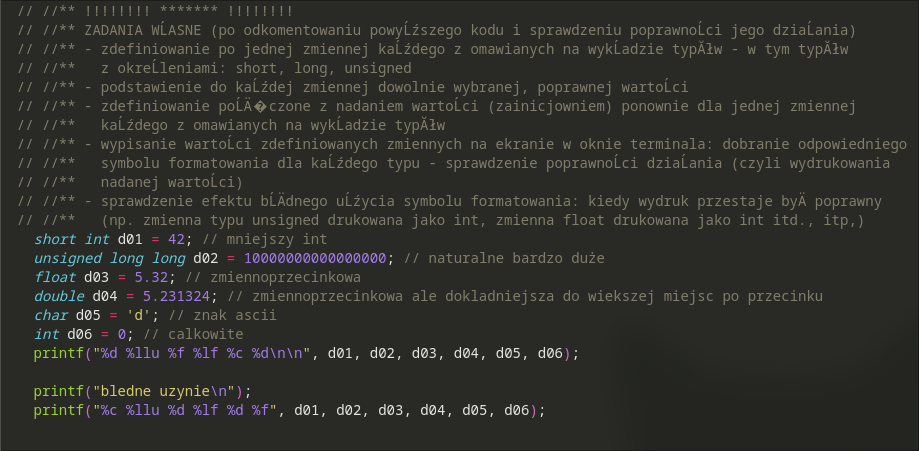 // //** !!!!!!!! ******* !!!!!!!!
// //** ZADANIA WĹASNE (po odkomentowaniu powyĹźszego kodu i sprawdzeniu poprawnoĹci jego dziaĹania)
// //** - zdefiniowanie po jednej zmiennej kaĹźdego z omawianych na wykĹadzie typĂłw - w tym typĂłw
// //**   z okreĹleniami: short, long, unsigned
// //** - podstawienie do kaĹźdej zmiennej dowolnie wybranej, poprawnej wartoĹci
// //** - zdefiniowanie poĹÄ�czone z nadaniem wartoĹci (zainicjowniem) ponownie dla jednej zmiennej
// //**   kaĹźdego z omawianych na wykĹadzie typĂłw
// //** - wypisanie wartoĹci zdefiniowanych zmiennych na ekranie w oknie terminala: dobranie odpowiedniego
// //**   symbolu formatowania dla kaĹźdego typu - sprawdzenie poprawnoĹci dziaĹania (czyli wydrukowania
// //**   nadanej wartoĹci)
// //** - sprawdzenie efektu bĹÄdnego uĹźycia symbolu formatowania: kiedy wydruk przestaje byÄ poprawny
// //**   (np. zmienna typu unsigned drukowana jako int, zmienna float drukowana jako int itd., itp,)
short int d01 = 42; // mniejszy int
unsigned long long d02 = 10000000000000000; // naturalne bardzo duże
float d03 = 5.32; // zmiennoprzecinkowa
double d04 = 5.231324; // zmiennoprzecinkowa ale dokladniejsza do wiekszej miejsc po przecinku
char d05 = 'd'; // znak ascii
int d06 = 0; // calkowite
printf("%d %llu %f %lf %c %d\n\n", d01, d02, d03, d04, d05, d06);
printf("bledne uzynie\n");
printf("%c %llu %d %lf %d %f", d01, d02, d03, d04, d05, d06);